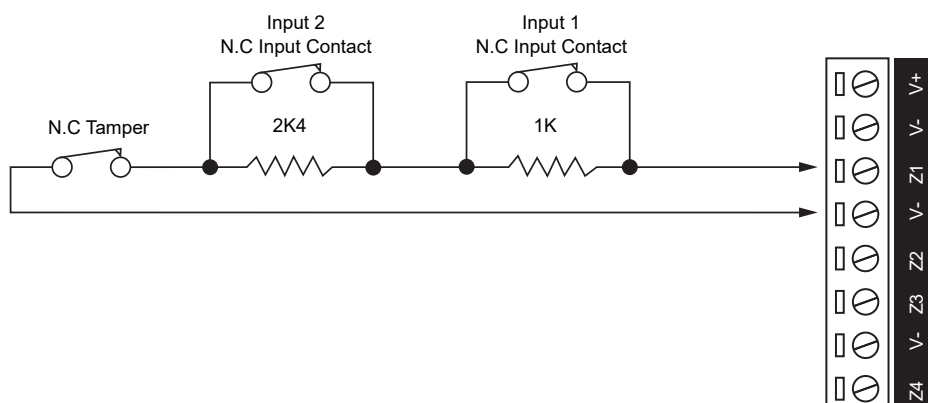 Input 2
N.C Input Contact
Input 1
N.C Input Contact
N.C Tamper
2K4
1K
V+
V-
Z1
V-
Z2
Z3
V-
Z4